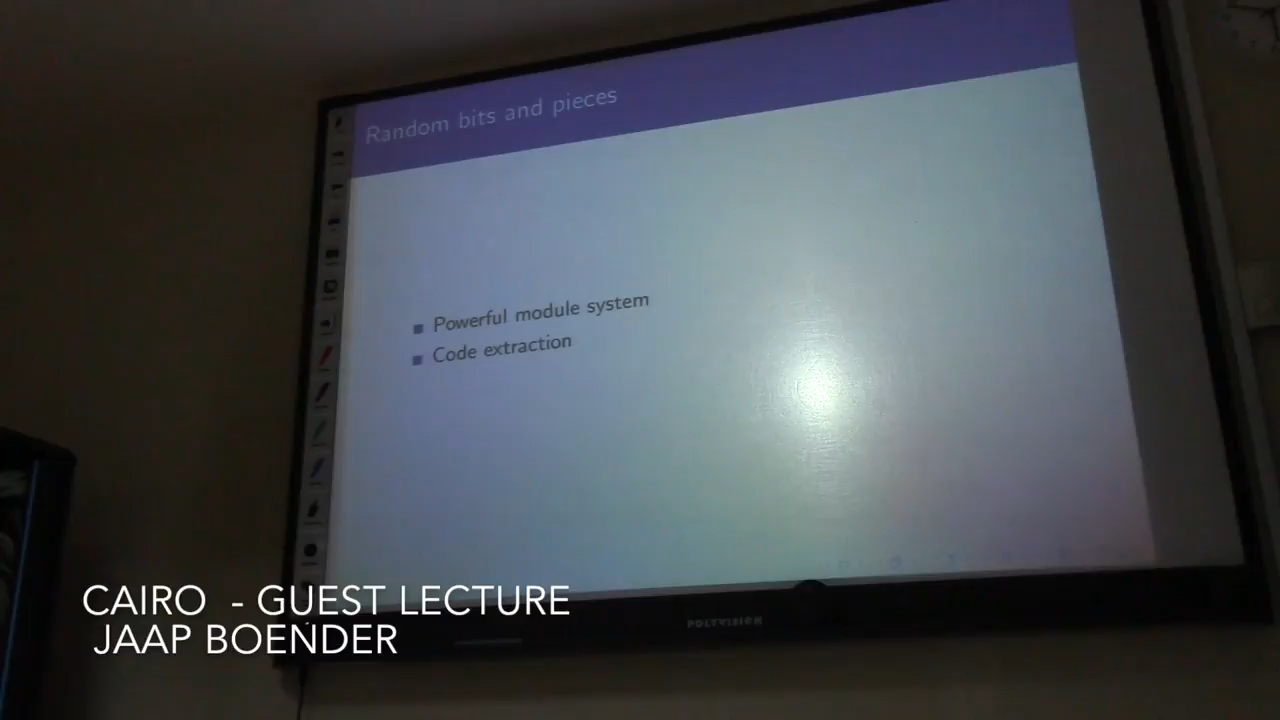 Random bits and pieces
Powerful module system
Code extraction
POLYVISION
CAIRO - GUEST LECTURE
JAAP BOENDER